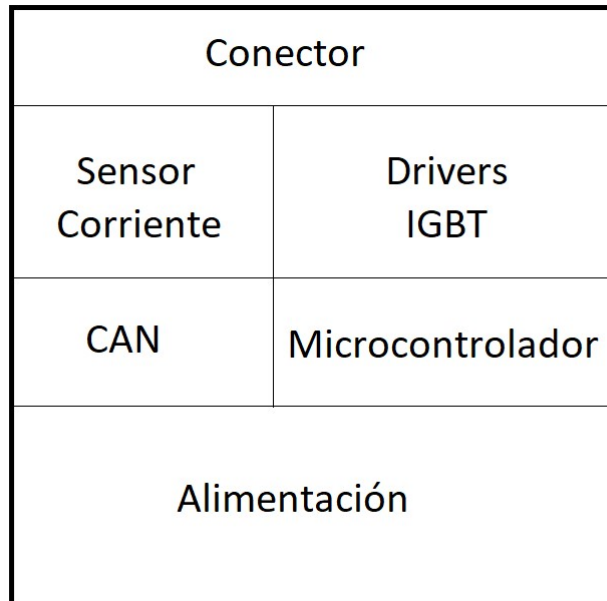 Conector
Sensor
Corriente
Drivers
IGBT
CAN
Microcontrolador
Alimentación